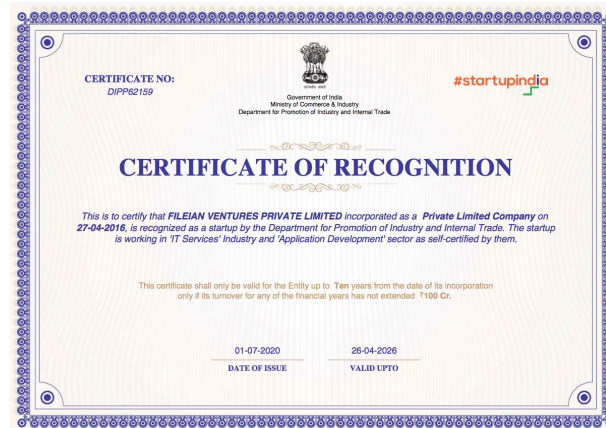 CERTIFICATE NO:
DIPP62159
#startupindia
Government of India
Ministry of Commerce & Industry
Department for Promotion of Industry and Internal Trade
CERTIFICATE OF RECOGNITION
This is to certify that FILEIAN VENTURES PRIVATE LIMITED incorporated as a Private Limited Company on
27-04-2016, is recognized as a startup by the Department for Promotion of Industry and Internal Trade. The startup
is working in 'IT Services' Industry and 'Application Development' sector as self-certified by them.
This certificate shall only be valid for the Entity up to Ten years from the date of its incorporation
only if its turnover for any of the financial years has not extended ₹100 Cr.
01-07-2020
26-04-2026
DATE OF ISSUE
VALID UPTO